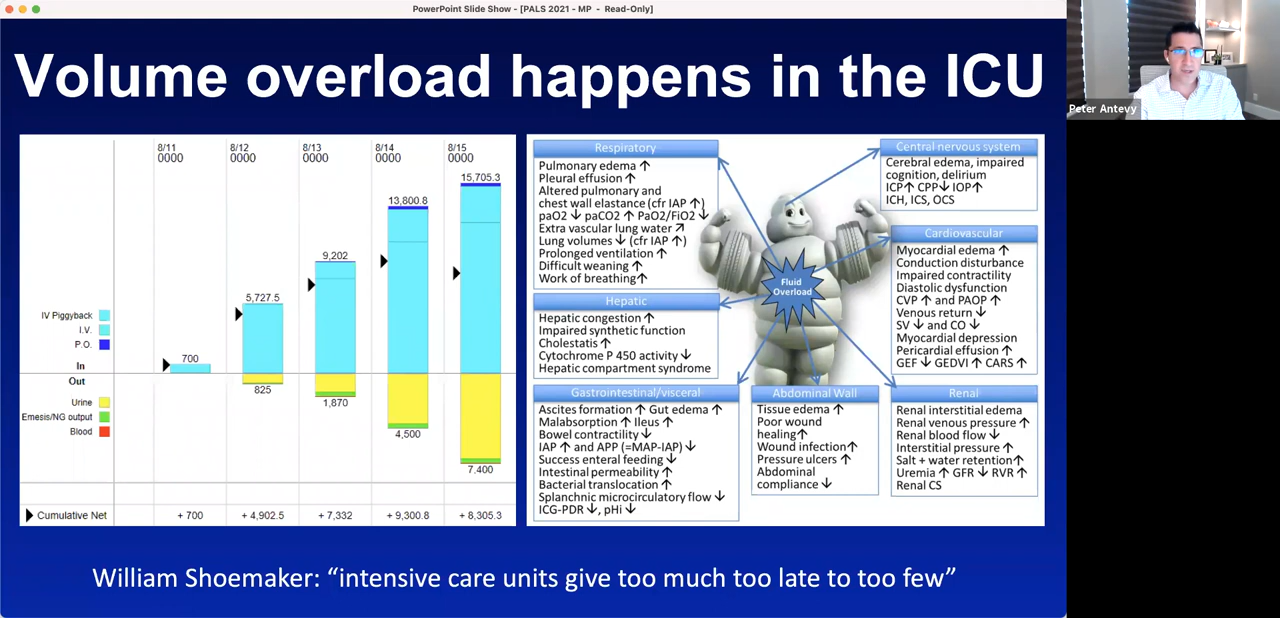 PowerPoint Slide Show - [PALS 2021 - MP - Read-Only]
Volume overload happens in the ICU
8/11 8/12 8/13 8/14 8/15
0000 0000 0000 0000 0000
15,705.3
13,800.8
9,202
5,727.5
700
IV Piggyback
I.V.
P.O.
In
Out
825
1,870
4,500
7,400
Urine
Emesis/NG output
Blood
Cumulative Net + 700 + 4,902.5 + 7,332 + 9,300.8 + 8,305.3
Respiratory
Pulmonary edema ↑
Pleural effusion ↑
Altered pulmonary and
chest wall elastance (cfr IAP ↑)
paO2 ↓ paCO2 ↑ PaO2/FiO2 ↓
Extra vascular lung water ↗
Lung volumes ↓ (cfr IAP ↑)
Prolonged ventilation ↑
Difficult weaning ↑
Work of breathing↑
Hepatic
Hepatic congestion ↑
Impaired synthetic function
Cholestatis ↑
Cytochrome P 450 activity ↓
Hepatic compartment syndrome
Gastrointestinal/visceral
Ascites formation ↑ Gut edema ↑
Malabsorption ↑ Ileus ↑
Bowel contractility ↓
IAP ↑ and APP (=MAP-IAP) ↓
Success enteral feeding ↓
Intestinal permeability ↑
Bacterial translocation ↑
Splanchnic microcirculatory flow ↓
ICG-PDR ↓, pHi ↓
Fluid
Overload
Central nervous system
Cerebral edema, impaired
cognition, delirium
ICP↑ CPP↓ IOP↑
ICH, ICS, OCS
Cardiovascular
Myocardial edema ↑
Conduction disturbance
Impaired contractility
Diastolic dysfunction
CVP ↑ and PAOP ↑
Venous return ↓
SV ↓ and CO ↓
Myocardial depression
Pericardial effusion ↑
GEF ↓ GEDVI ↑ CARS ↑
Abdominal Wall
Tissue edema ↑
Poor wound
healing↑
Wound infection↑
Pressure ulcers ↑
Abdominal
compliance ↓
Renal
Renal interstitial edema
Renal venous pressure ↑
Renal blood flow ↓
Interstitial pressure ↑
Salt + water retention↑
Uremia ↑ GFR ↓ RVR ↑
Renal CS
William Shoemaker: “intensive care units give too much too late to too few”
Peter Antevy